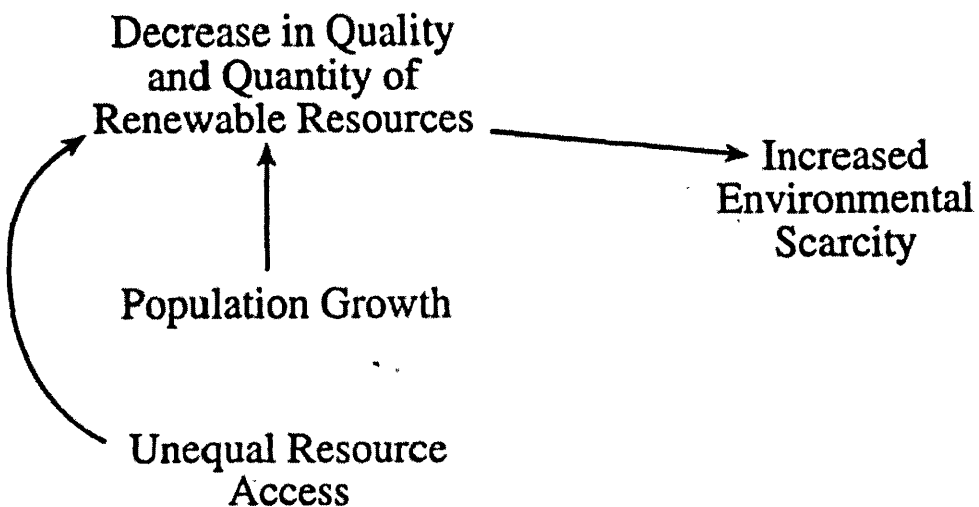 Decrease in Quality
and Quantity of
Renewable Resources
Increased
Environmental
Scarcity
Population Growth
Unequal Resource
Access